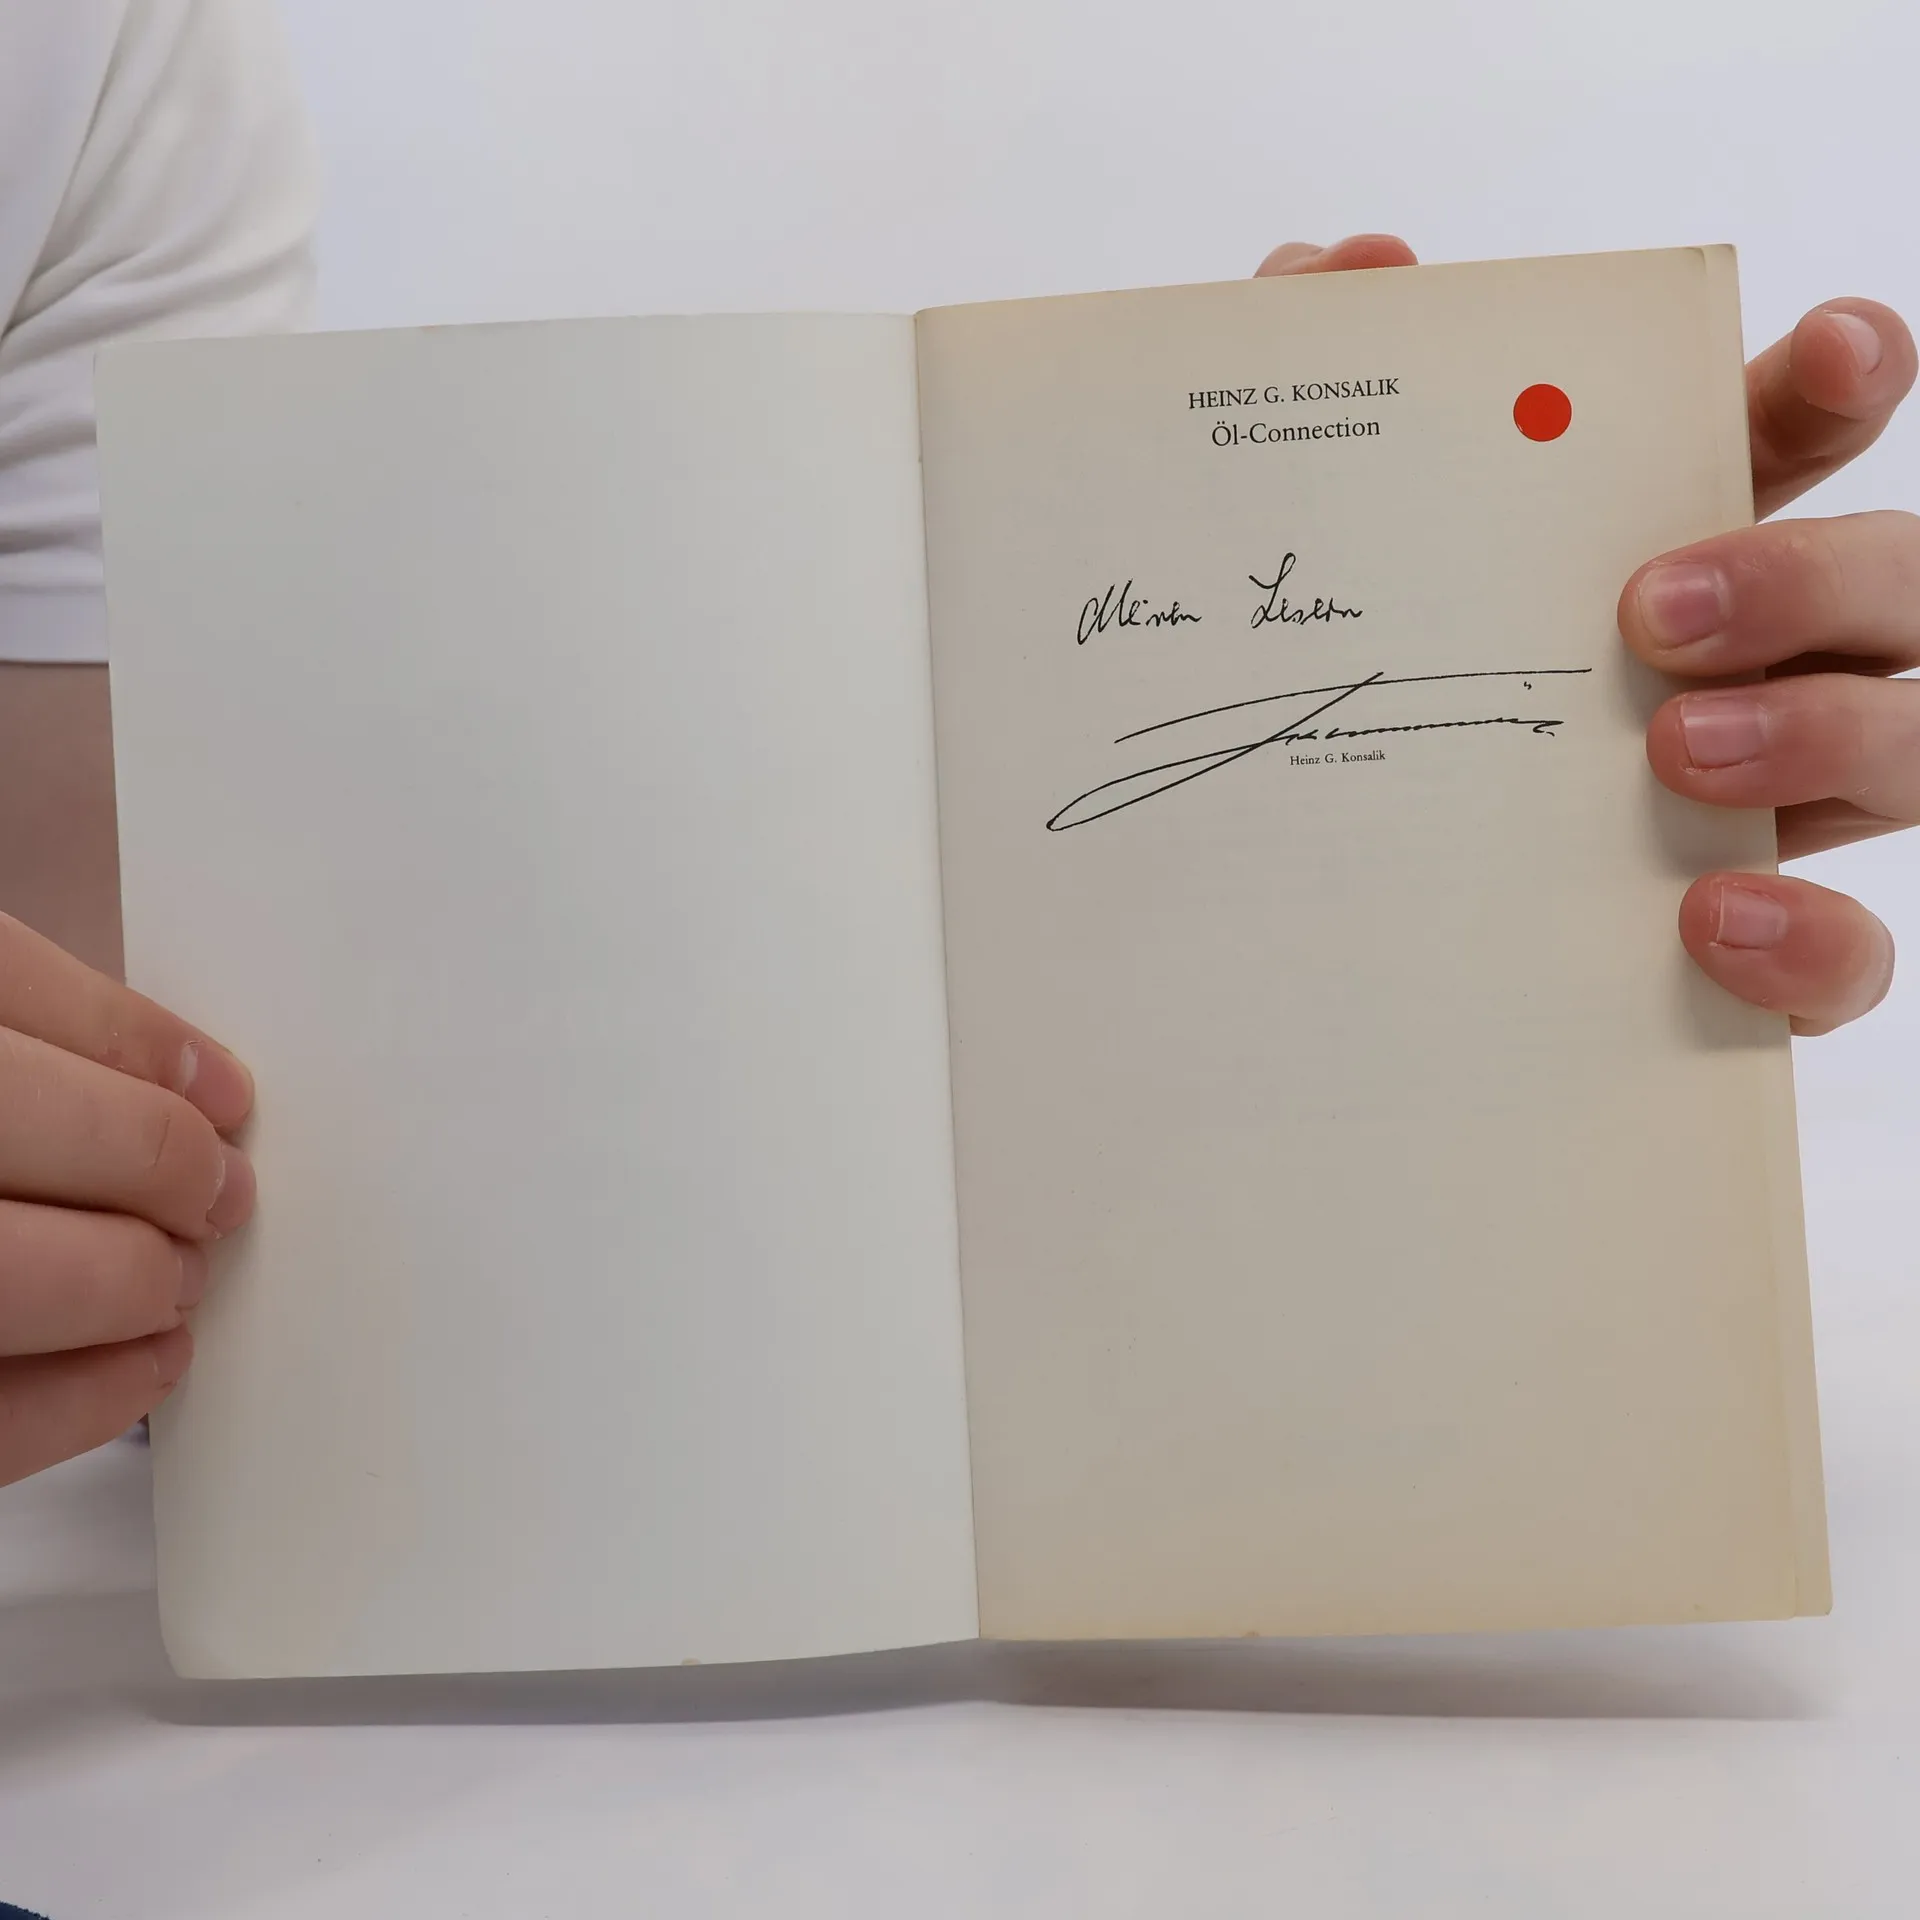 HEINZ G. KONSALIK
Öl-Connection
Meinen Lesern
Heinz G. Konsalik